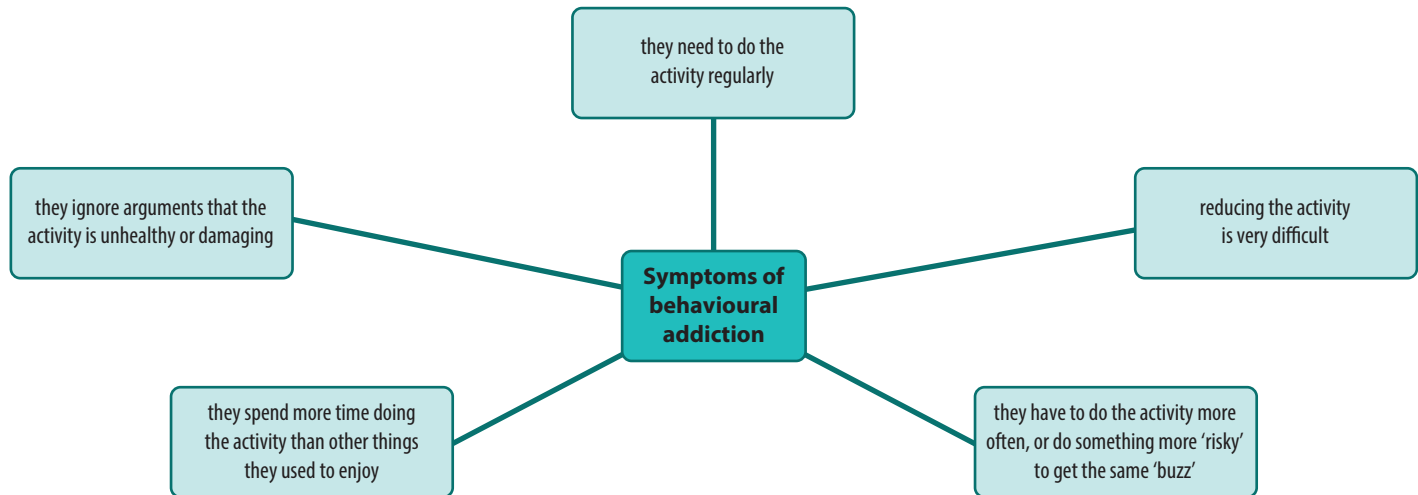 they need to do the
activity regularly
they ignore arguments that the
activity is unhealthy or damaging
reducing the activity
is very difficult
Symptoms of
behavioural
addiction
they spend more time doing
the activity than other things
they used to enjoy
they have to do the activity more
often, or do something more ‘risky’
to get the same ‘buzz’